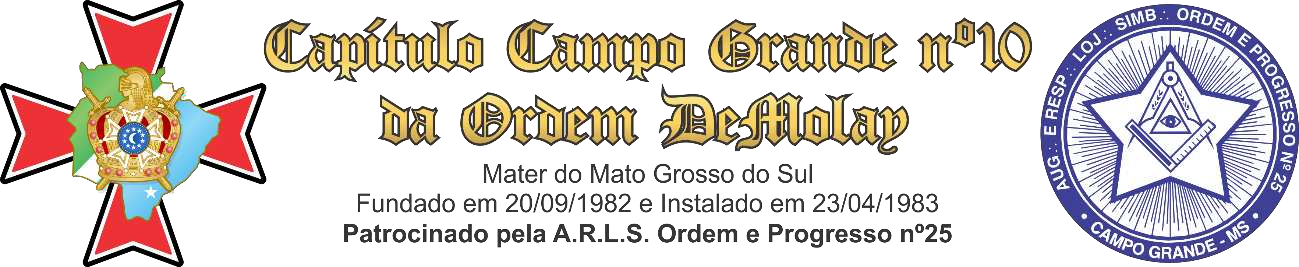 Capítulo Campo Grande nº10
da Ordem DeMolay
Mater do Mato Grosso do Sul
Fundado em 20/09/1982 e Instalado em 23/04/1983
Patrocinado pela A.R.L.S. Ordem e Progresso nº25
AUG∴ E RESP∴ LOJ∴ SIMB∴ ORDEM E PROGRESSO Nº 25
• CAMPO GRANDE - MS •